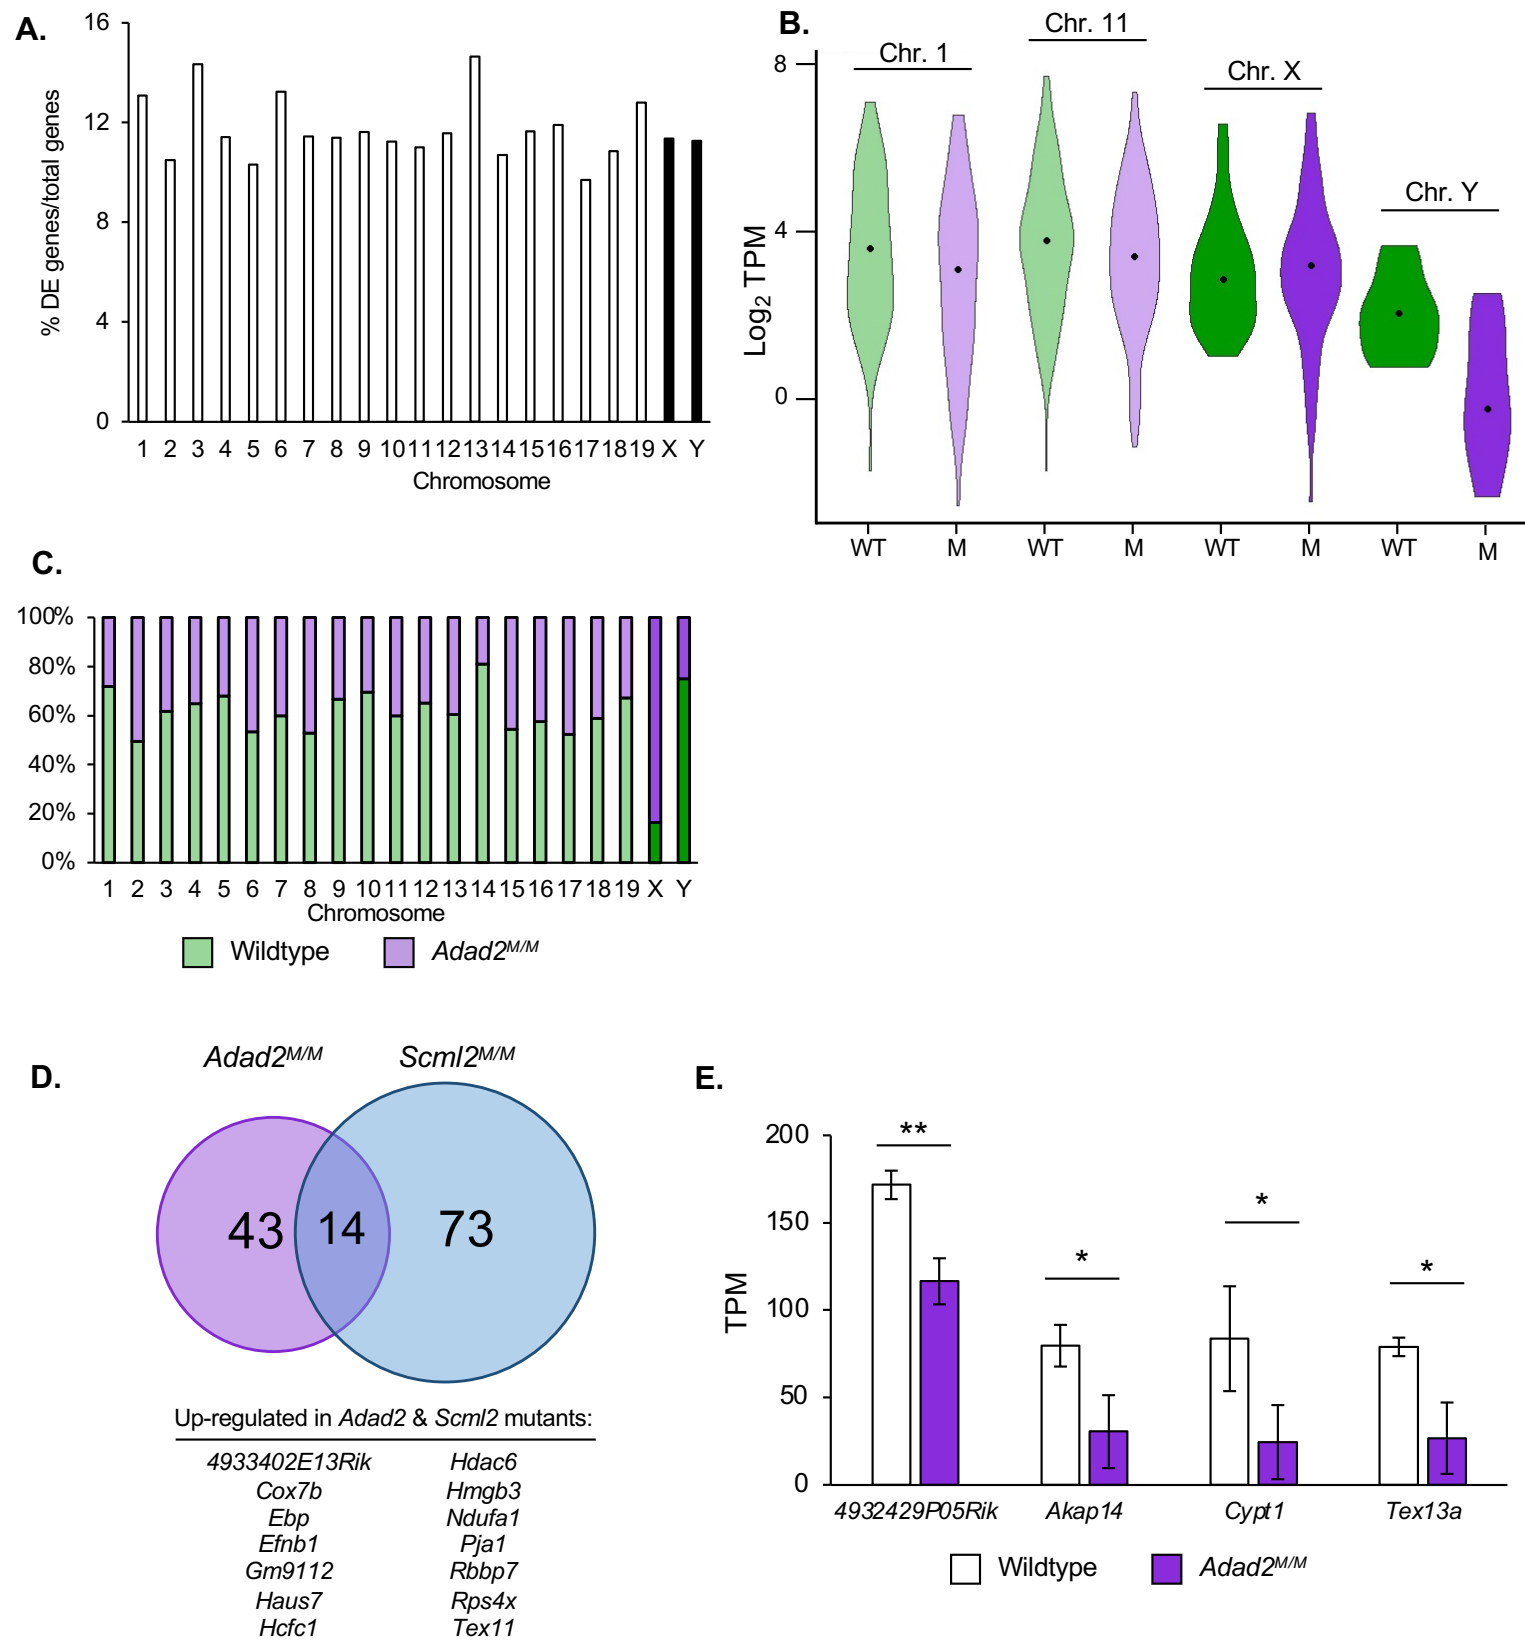 A.
16
12
8
4
0
% DE genes/total genes
1 2 3 4 5 6 7 8 9 10 11 12 13 14 15 16 17 18 19 X Y
Chromosome
B.
8
4
0
Log2 TPM
Chr. 1
Chr. 11
Chr. X
Chr. Y
WT M WT M WT M WT M
C.
100%
80%
60%
40%
20%
0%
1 2 3 4 5 6 7 8 9 10 11 12 13 14 15 16 17 18 19 X Y
Chromosome
Wildtype Adad2M/M
D.
Adad2M/M Scml2M/M
43 14 73
Up-regulated in Adad2 & Scml2 mutants:
4933402E13Rik Hdac6
Cox7b Hmgb3
Ebp Ndufa1
Efnb1 Pja1
Gm9112 Rbbp7
Haus7 Rps4x
Hcfc1 Tex11
E.
200
150
100
50
0
TPM
**
*
*
*
4932429P05Rik Akap14 Cypt1 Tex13a
Wildtype Adad2M/M